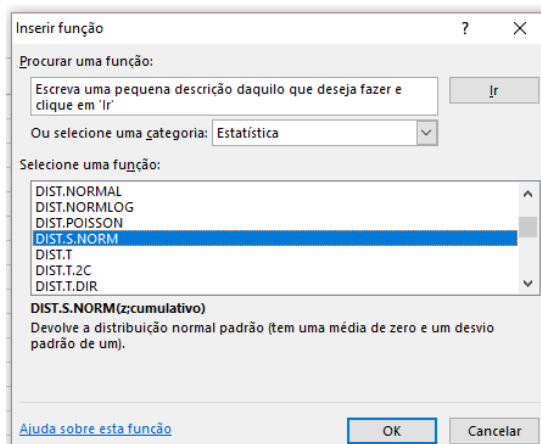 Inserir função ? ×
Procurar uma função:
Escreva uma pequena descrição daquilo que deseja fazer e
clique em 'Ir'
Ir
Ou selecione uma categoria: Estatística
Selecione uma função:
DIST.NORMAL
DIST.NORMLOG
DIST.POISSON
DIST.S.NORM
DIST.T
DIST.T.2C
DIST.T.DIR
DIST.S.NORM(z;cumulativo)
Devolve a distribuição normal padrão (tem uma média de zero e um desvio
padrão de um).
Ajuda sobre esta função
OK
Cancelar